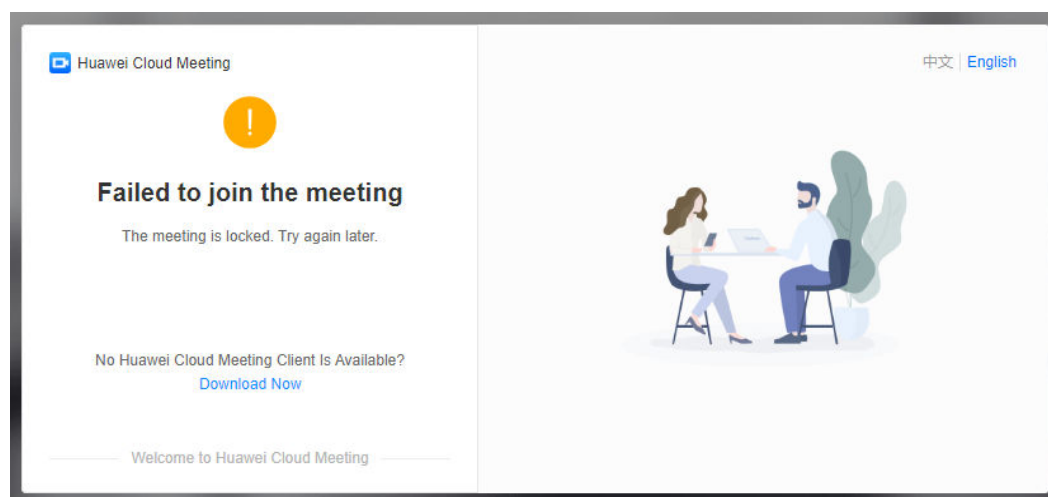 Huawei Cloud Meeting
中文 | English
Failed to join the meeting
The meeting is locked. Try again later.
No Huawei Cloud Meeting Client Is Available?
Download Now
Welcome to Huawei Cloud Meeting